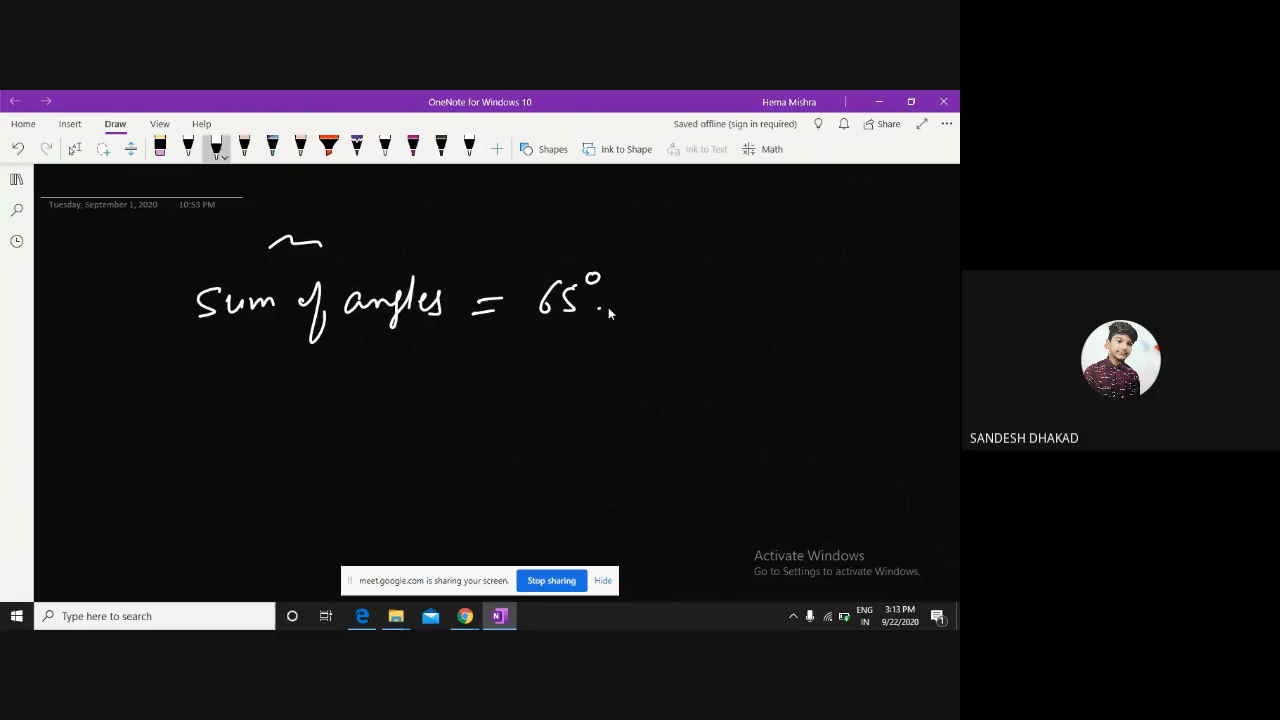 OneNote for Windows 10
Hema Mishra
Home Insert Draw View Help
Saved offline (sign in required)
Share
Shapes
Ink to Shape
Ink to Text
Math
Tuesday, September 1, 2020 10:53 PM
Sum of angles = 65°.
SANDESH DHAKAD
Activate Windows
Go to Settings to activate Windows.
meet.google.com is sharing your screen. Stop sharing Hide
Type here to search
ENG
IN
3:13 PM
9/22/2020
1